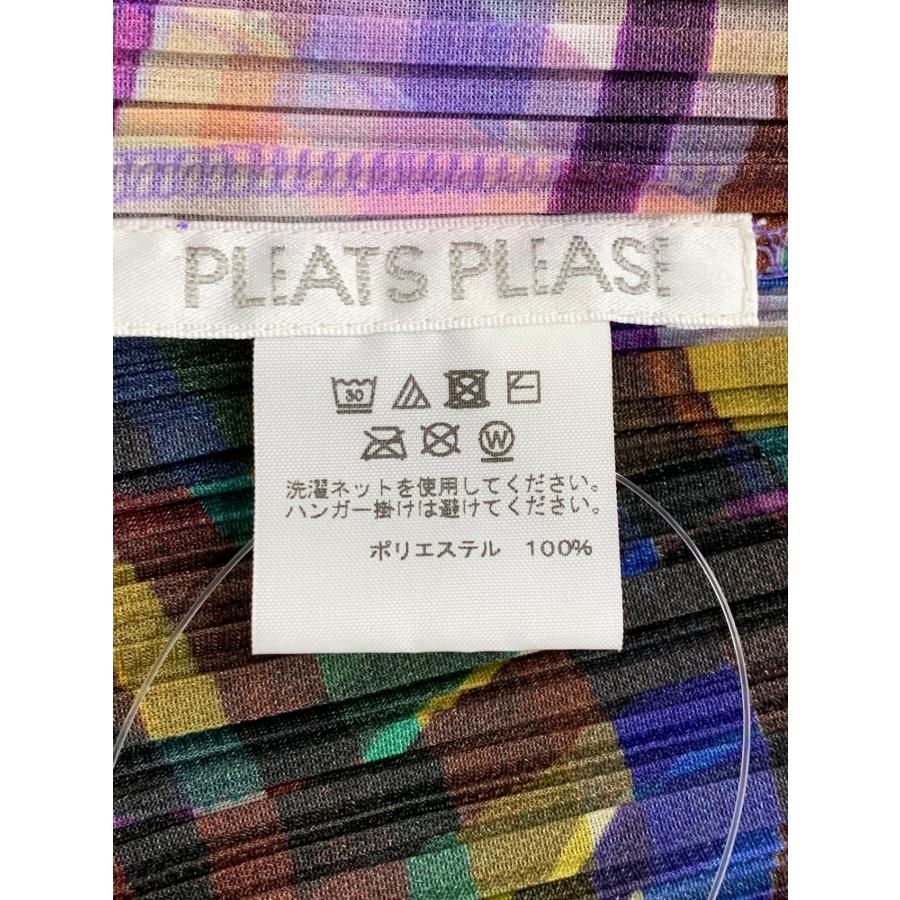 PLEATS PLEASE
30
W
洗濯ネットを使用してください。
ハンガー掛けは避けてください。
ポリエステル 100%